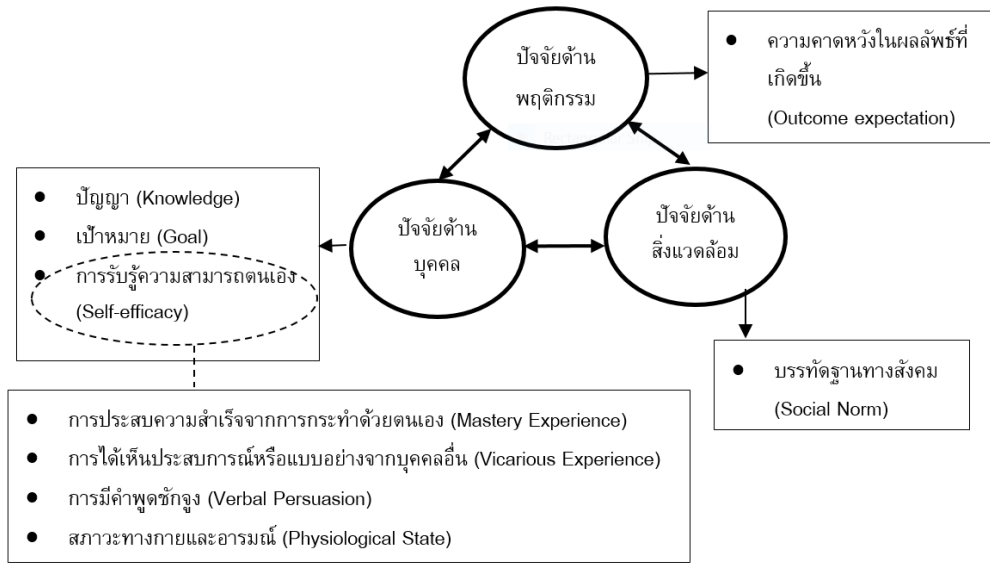 ปัจจัยด้าน
พฤติกรรม
● ความคาดหวังในผลลัพธ์ที่
เกิดขึ้น
(Outcome expectation)
● ปัญญา (Knowledge)
● เป้าหมาย (Goal)
● การรับรู้ความสามารถตนเอง
(Self-efficacy)
ปัจจัยด้าน
บุคคล
ปัจจัยด้าน
สิ่งแวดล้อม
● บรรทัดฐานทางสังคม
(Social Norm)
● การประสบความสำเร็จจากการกระทำด้วยตนเอง (Mastery Experience)
● การได้เห็นประสบการณ์หรือแบบอย่างจากบุคคลอื่น (Vicarious Experience)
● การมีคำพูดชักจูง (Verbal Persuasion)
● สภาวะทางกายและอารมณ์ (Physiological State)